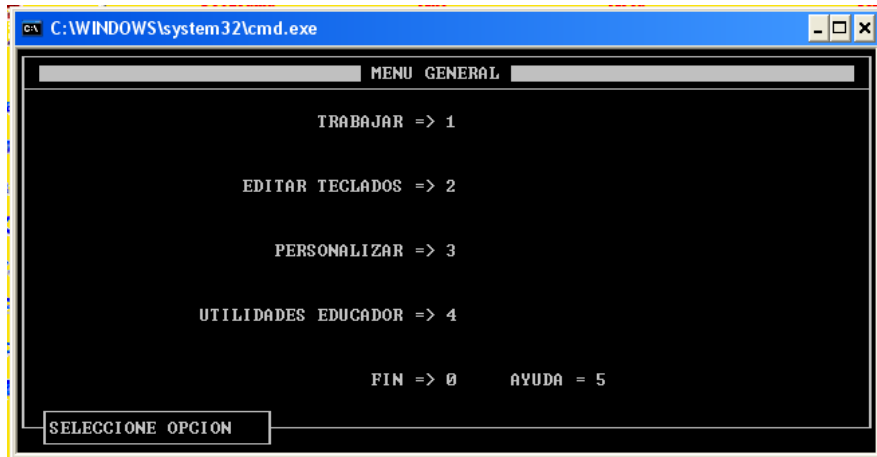 C:\WINDOWS\system32\cmd.exe
MENU GENERAL
TRABAJAR => 1
EDITAR TECLADOS => 2
PERSONALIZAR => 3
UTILIDADES EDUCADOR => 4
FIN => 0 AYUDA = 5
SELECCIONE OPCION